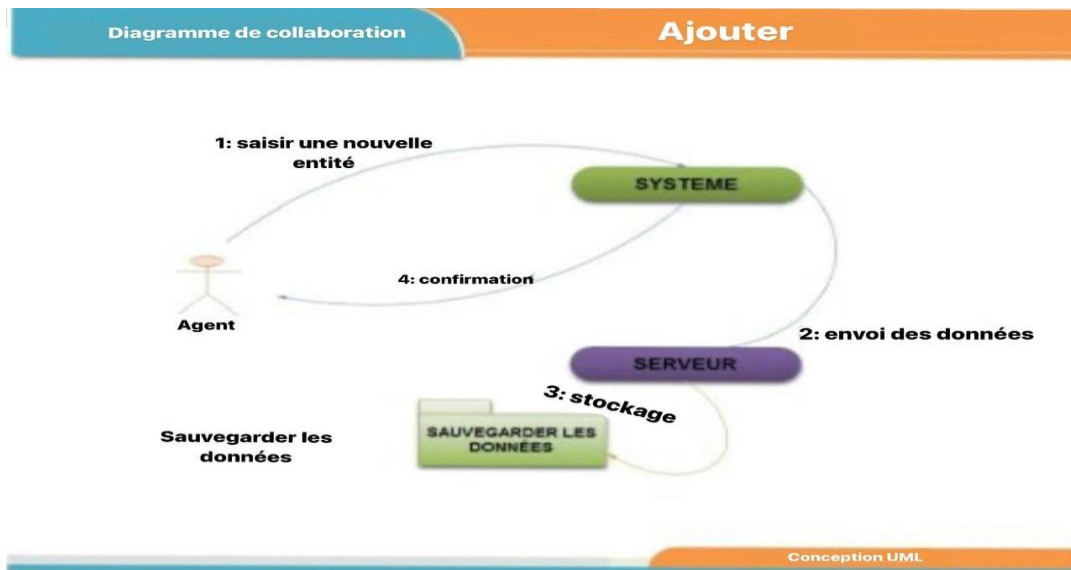 Diagramme de collaboration
Ajouter
1: saisir une nouvelle
entité
SYSTEME
4: confirmation
Agent
2: envoi des données
SERVEUR
3: stockage
SAUVEGARDER LES
DONNÉES
Sauvegarder les
données
Conception UML